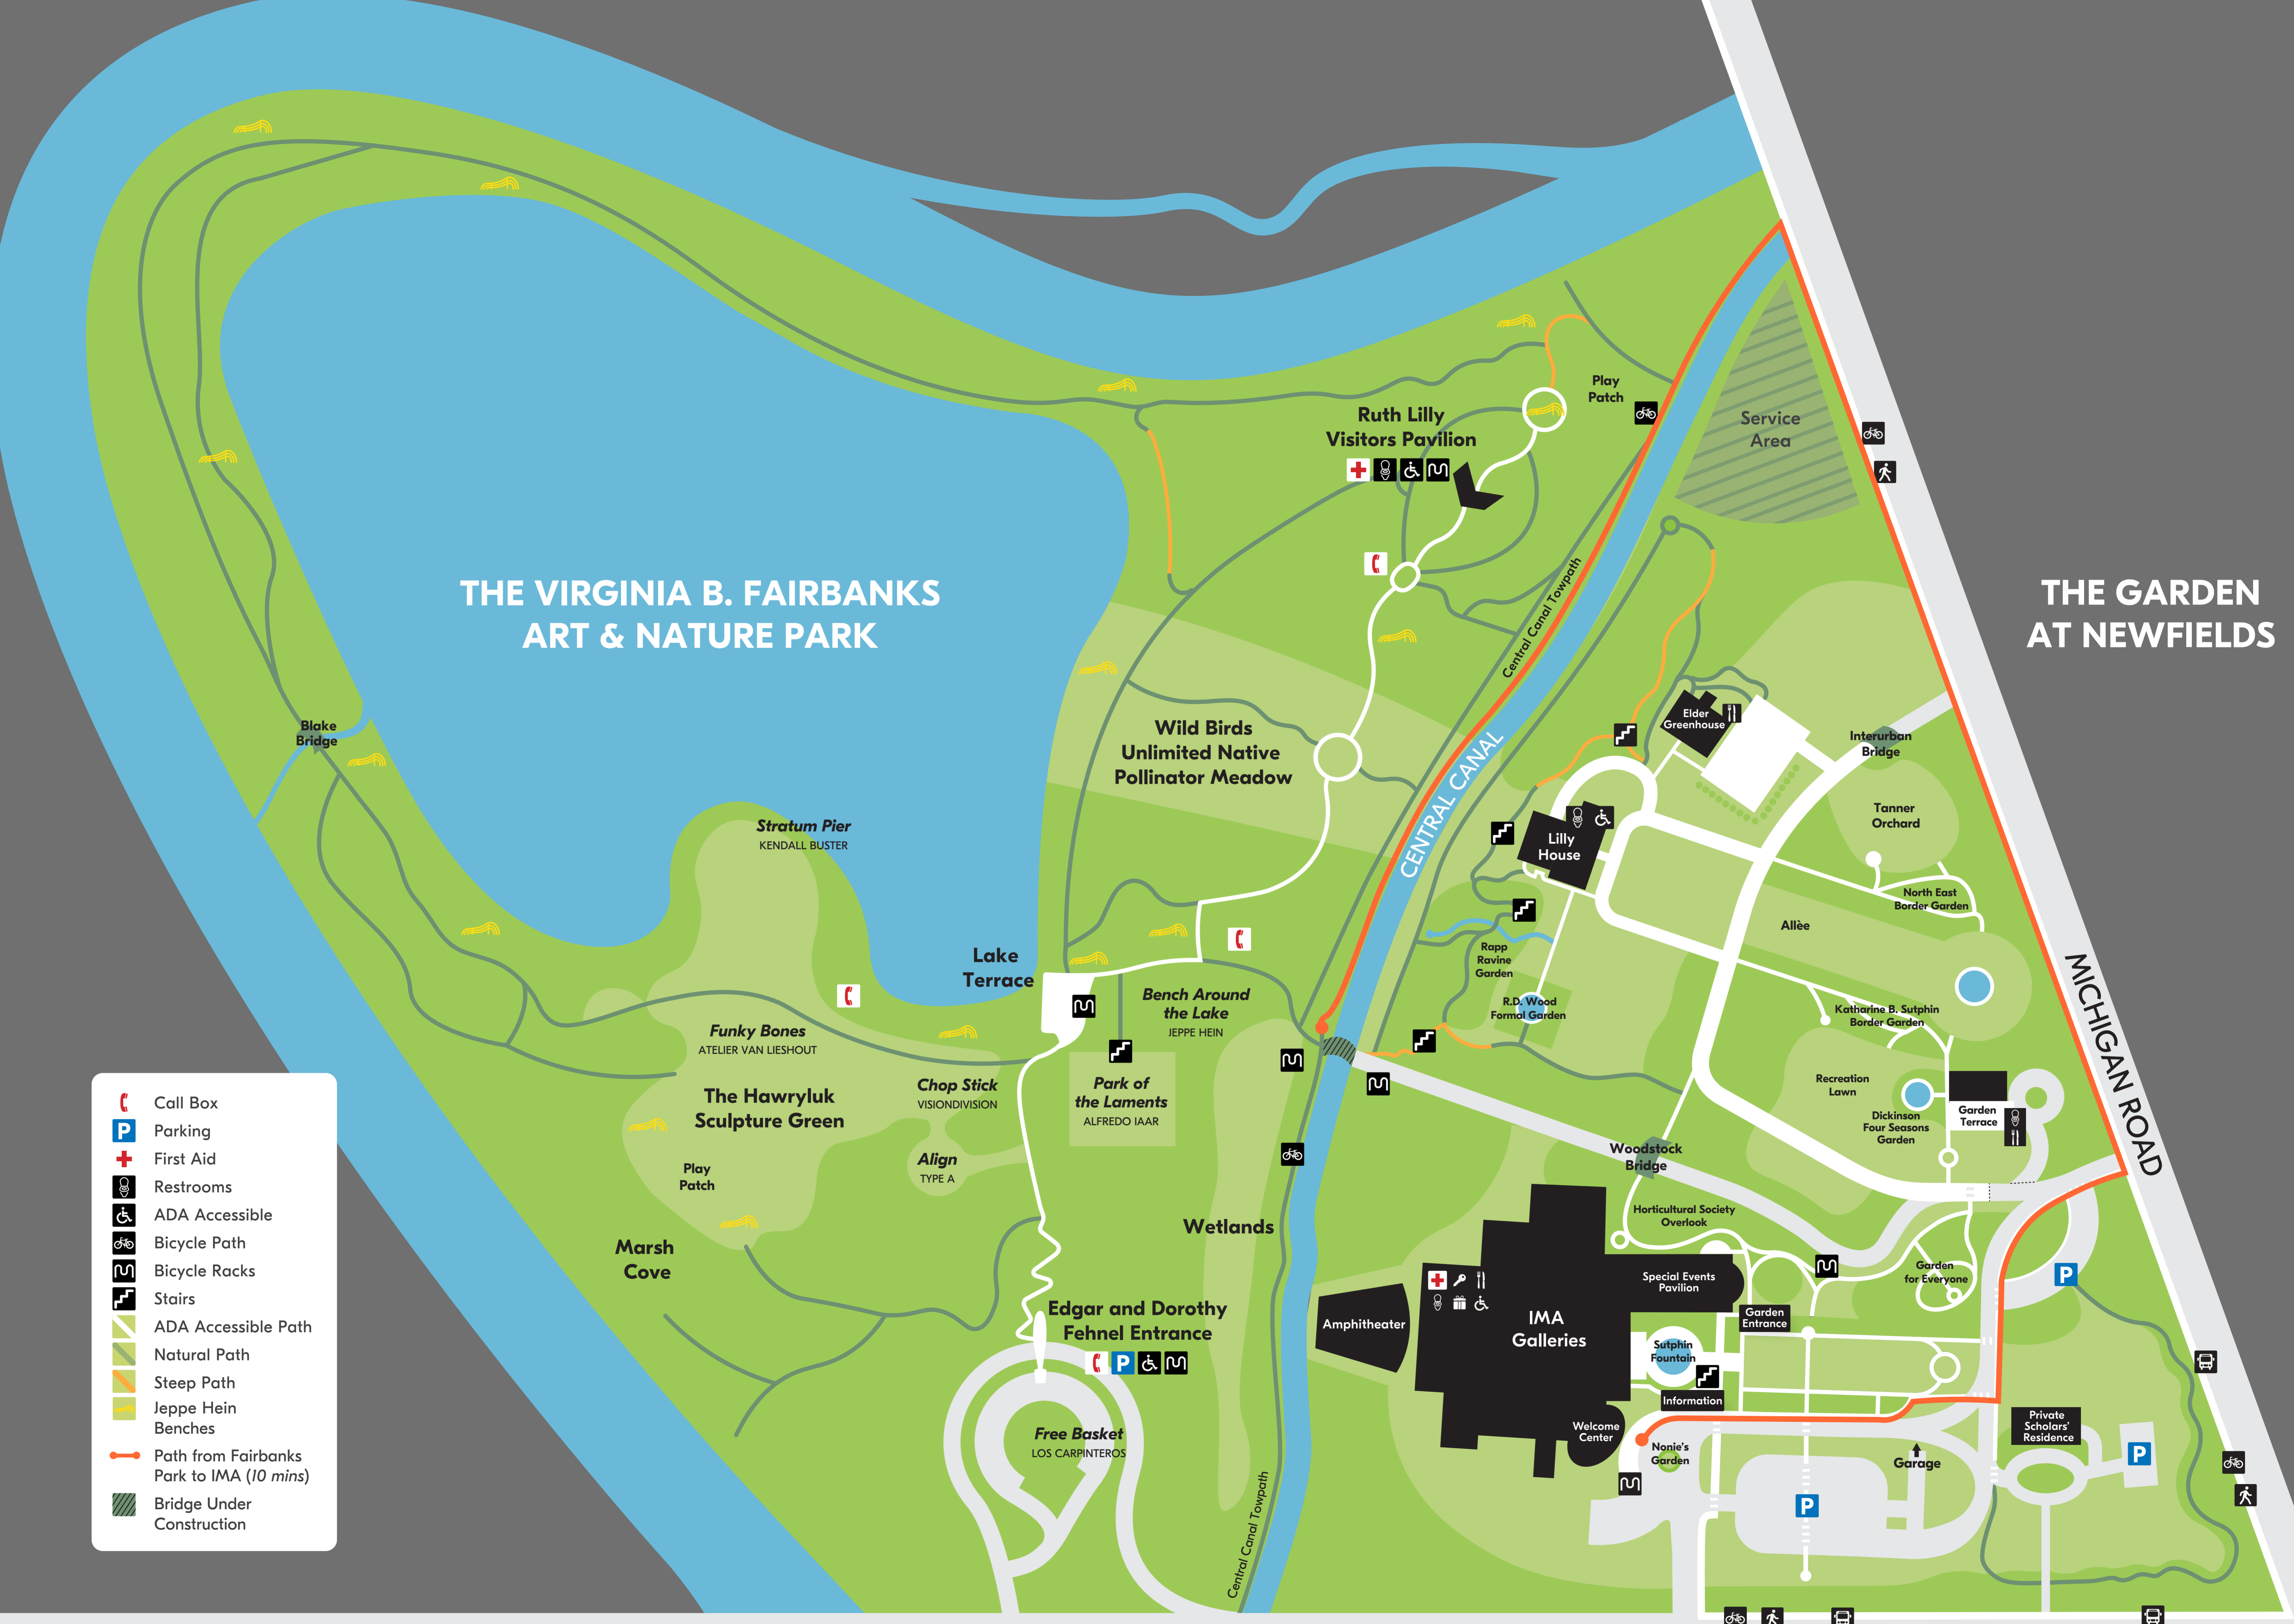 THE VIRGINIA B. FAIRBANKS
ART & NATURE PARK
THE GARDEN
AT NEWFIELDS
MICHIGAN ROAD
Ruth Lilly
Visitors Pavilion
Play
Patch
Service
Area
Central Canal Towpath
CENTRAL CANAL
Blake
Bridge
Wild Birds
Unlimited Native
Pollinator Meadow
Elder
Greenhouse
Interurban
Bridge
Tanner
Orchard
Lilly
House
North East
Border Garden
Allèe
Stratum Pier
KENDALL BUSTER
Rapp
Ravine
Garden
R.D. Wood
Formal Garden
Katharine B. Sutphin
Border Garden
Lake
Terrace
Bench Around
the Lake
JEPPE HEIN
Funky Bones
ATELIER VAN LIESHOUT
The Hawryluk
Sculpture Green
Chop Stick
VISIONDIVISION
Park of
the Laments
ALFREDO JAAR
Recreation
Lawn
Dickinson
Four Seasons
Garden
Garden
Terrace
Align
TYPE A
Play
Patch
Woodstock
Bridge
Marsh
Cove
Wetlands
Horticultural Society
Overlook
Special Events
Pavilion
Garden
for Everyone
P
Edgar and Dorothy
Fehnel Entrance
P
Amphitheater
IMA
Galleries
Garden
Entrance
Sutphin
Fountain
Information
Welcome
Center
Nonie's
Garden
Garage
Private
Scholars'
Residence
P
P
Free Basket
LOS CARPINTEROS
Central Canal Towpath
Call Box
P Parking
First Aid
Restrooms
ADA Accessible
Bicycle Path
Bicycle Racks
Stairs
ADA Accessible Path
Natural Path
Steep Path
Jeppe Hein
Benches
Path from Fairbanks
Park to IMA (10 mins)
Bridge Under
Construction